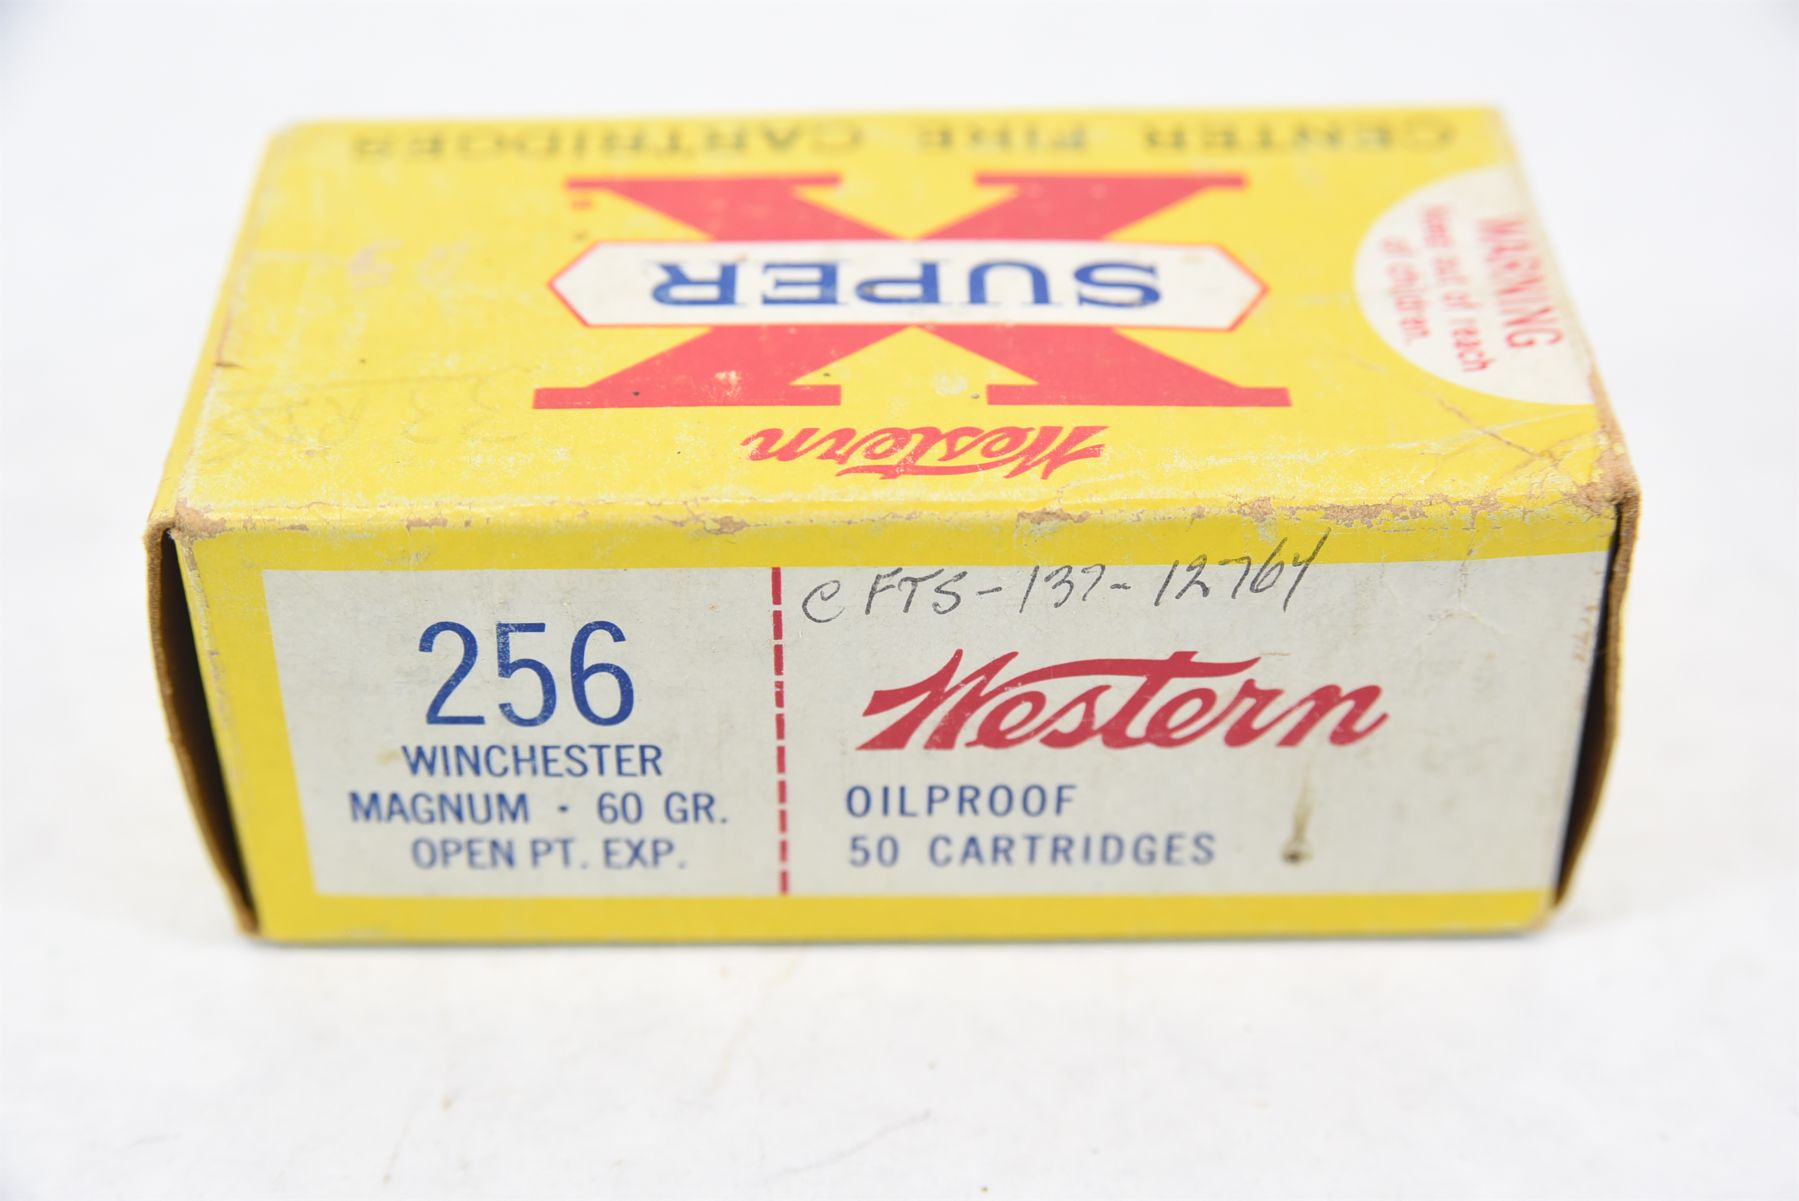 CENTER FIRE CARTRIDGES
X
SUPER
Western
WARNING
Keep out of reach
of children.
CFTS-137-12764
256
WINCHESTER
MAGNUM · 60 GR.
OPEN PT. EXP.
Western
OILPROOF
50 CARTRIDGES